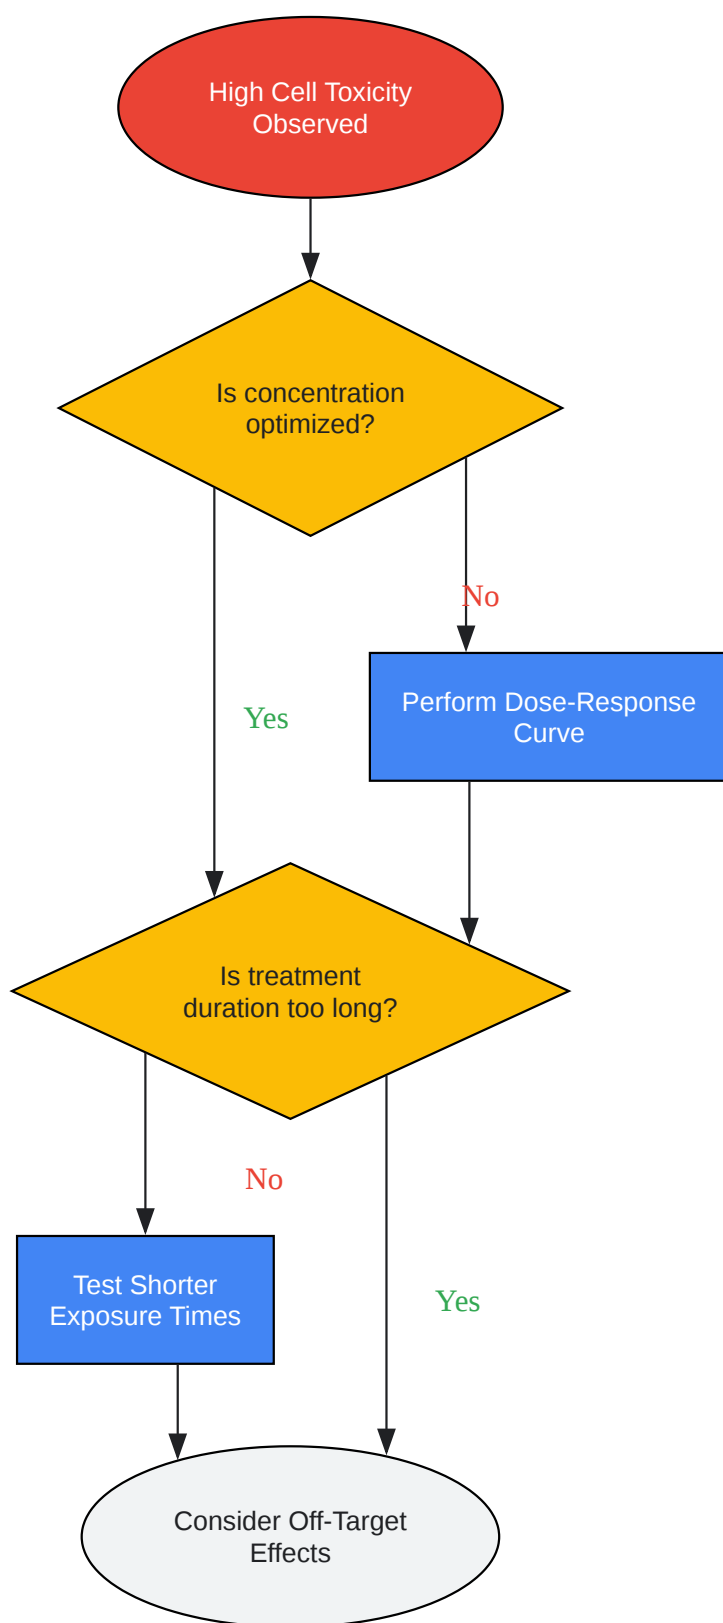 High Cell Toxicity
Observed
Is concentration
optimized?
No
Perform Dose-Response
Curve
Yes
Is treatment
duration too long?
No
Test Shorter
Exposure Times
Yes
Consider Off-Target
Effects